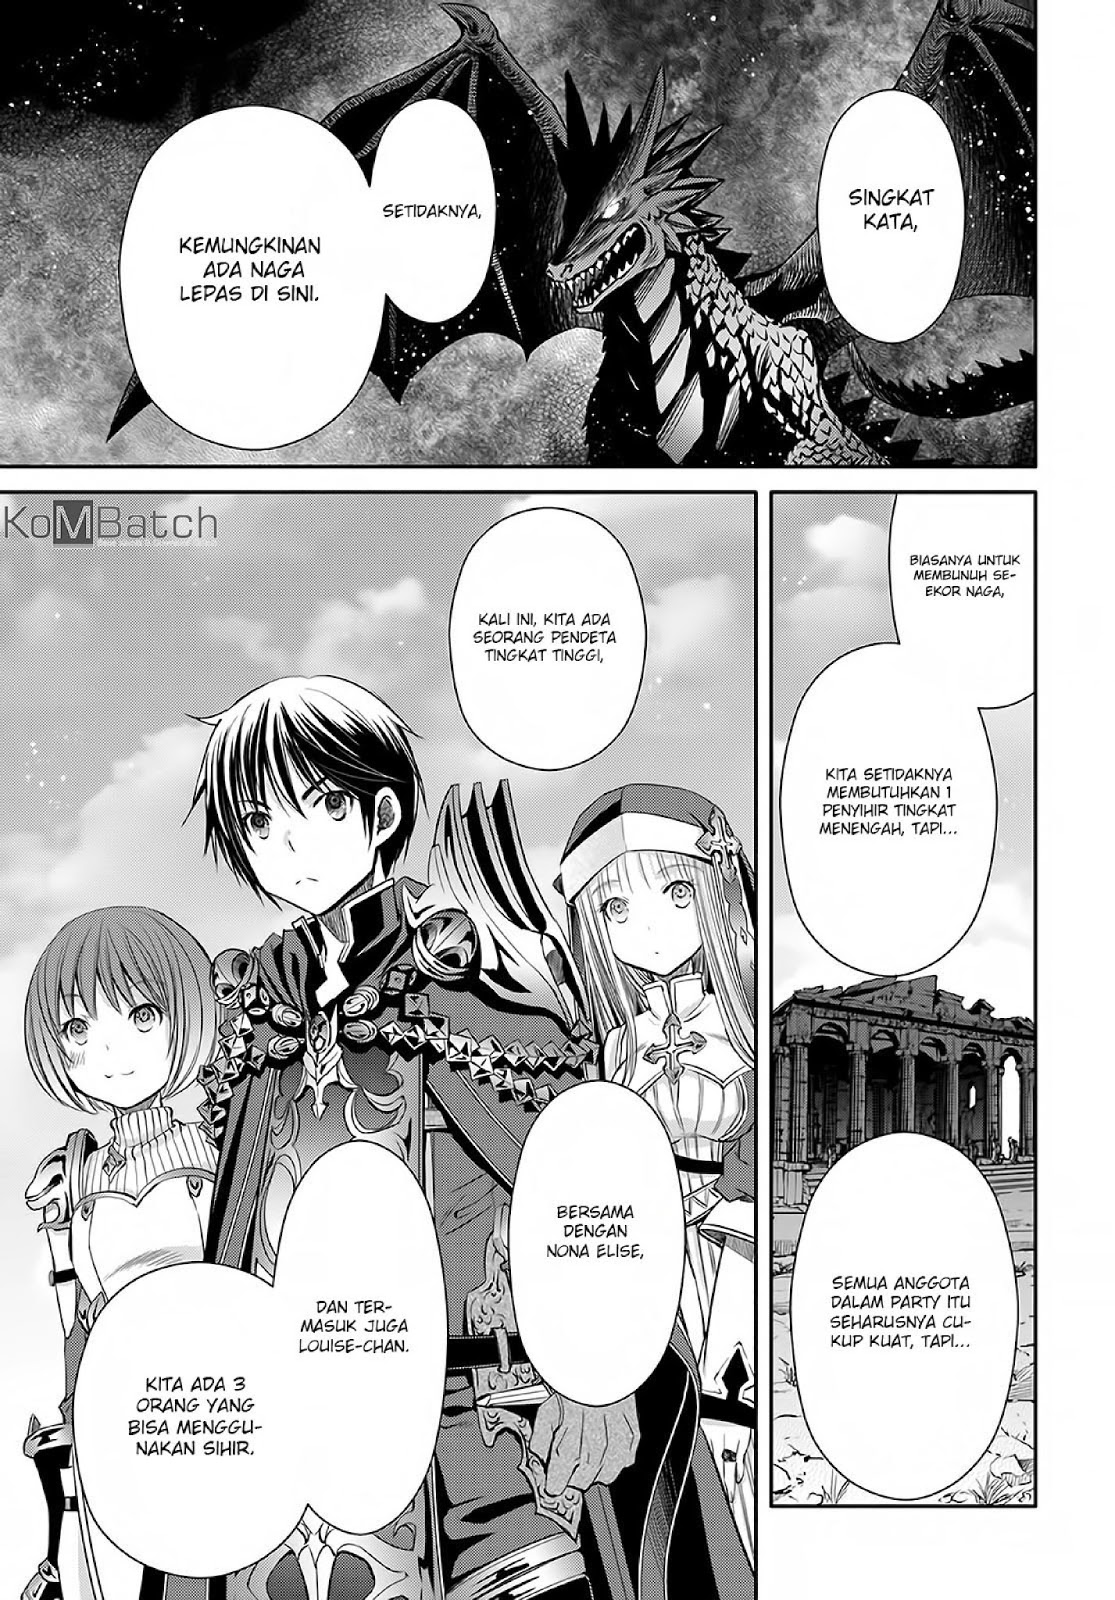 SINGKAT
KATA,
SETIDAKNYA,
KEMUNGKINAN
ADA NAGA
LEPAS DI SINI.
BIASANYA UNTUK
MEMBUNUH SE-
EKOR NAGA,
KITA SETIDAKNYA
MEMBUTUHKAN 1
PENYIHIR TINGKAT
MENENGAH, TAPI...
SEMUA ANGGOTA
DALAM PARTY ITU
SEHARUSNYA CU-
KUP KUAT, TAPI...
KoMBatch
KALI INI, KITA ADA
SEORANG PENDETA
TINGKAT TINGGI,
BERSAMA
DENGAN
NONA ELISE,
DAN TER-
MASUK JUGA
LOUISE-CHAN.
KITA ADA 3
ORANG YANG
BISA MENGGU-
NAKAN SIHIR.